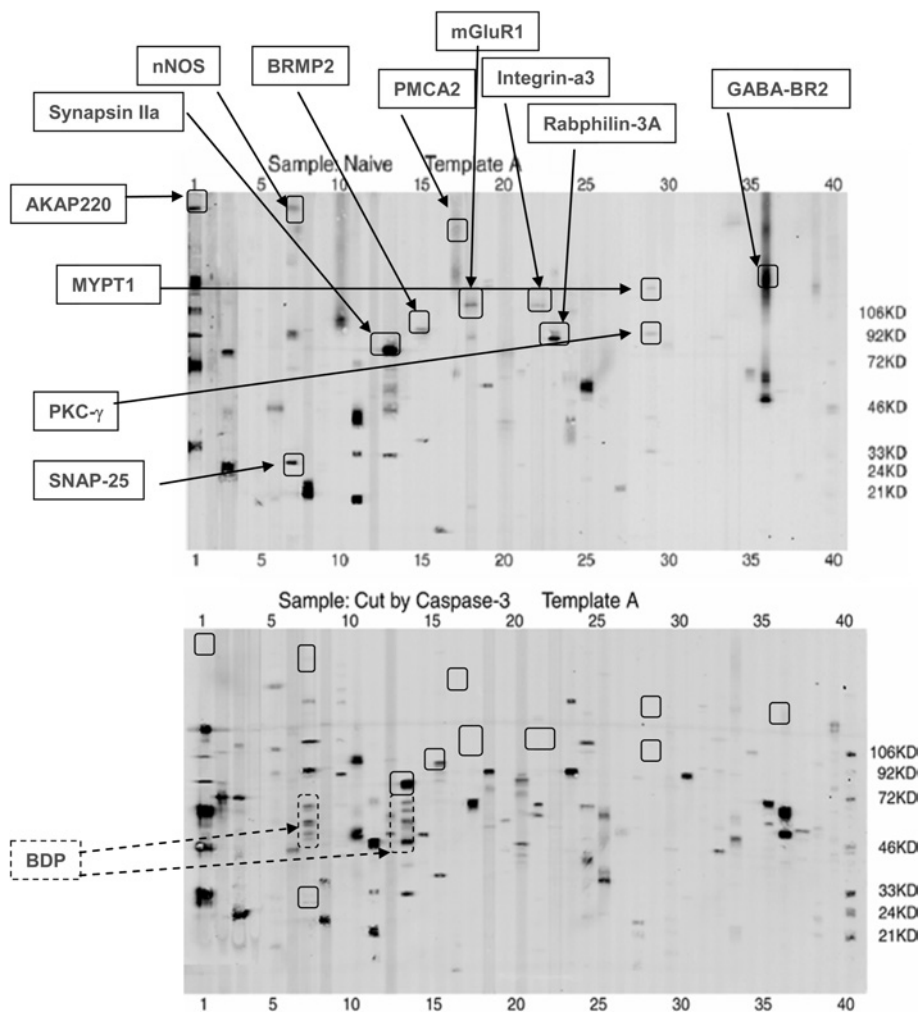 mGluR1
nNOS
BRMP2
Integrin-a3
PMCA2
GABA-BR2
Synapsin IIa
Rabphilin-3A
Sample: Naive Template A
1 5 10 15 20 25 30 35 40
AKAP220
MYPT1
106KD
92KD
72KD
PKC-γ
46KD
33KD
SNAP-25
24KD
21KD
1 5 10 15 20 25 30 35 40
Sample: Cut by Caspase-3 Template A
1 5 10 15 20 25 30 35 40
106KD
92KD
72KD
BDP
46KD
33KD
24KD
21KD
1 5 10 15 20 25 30 35 40